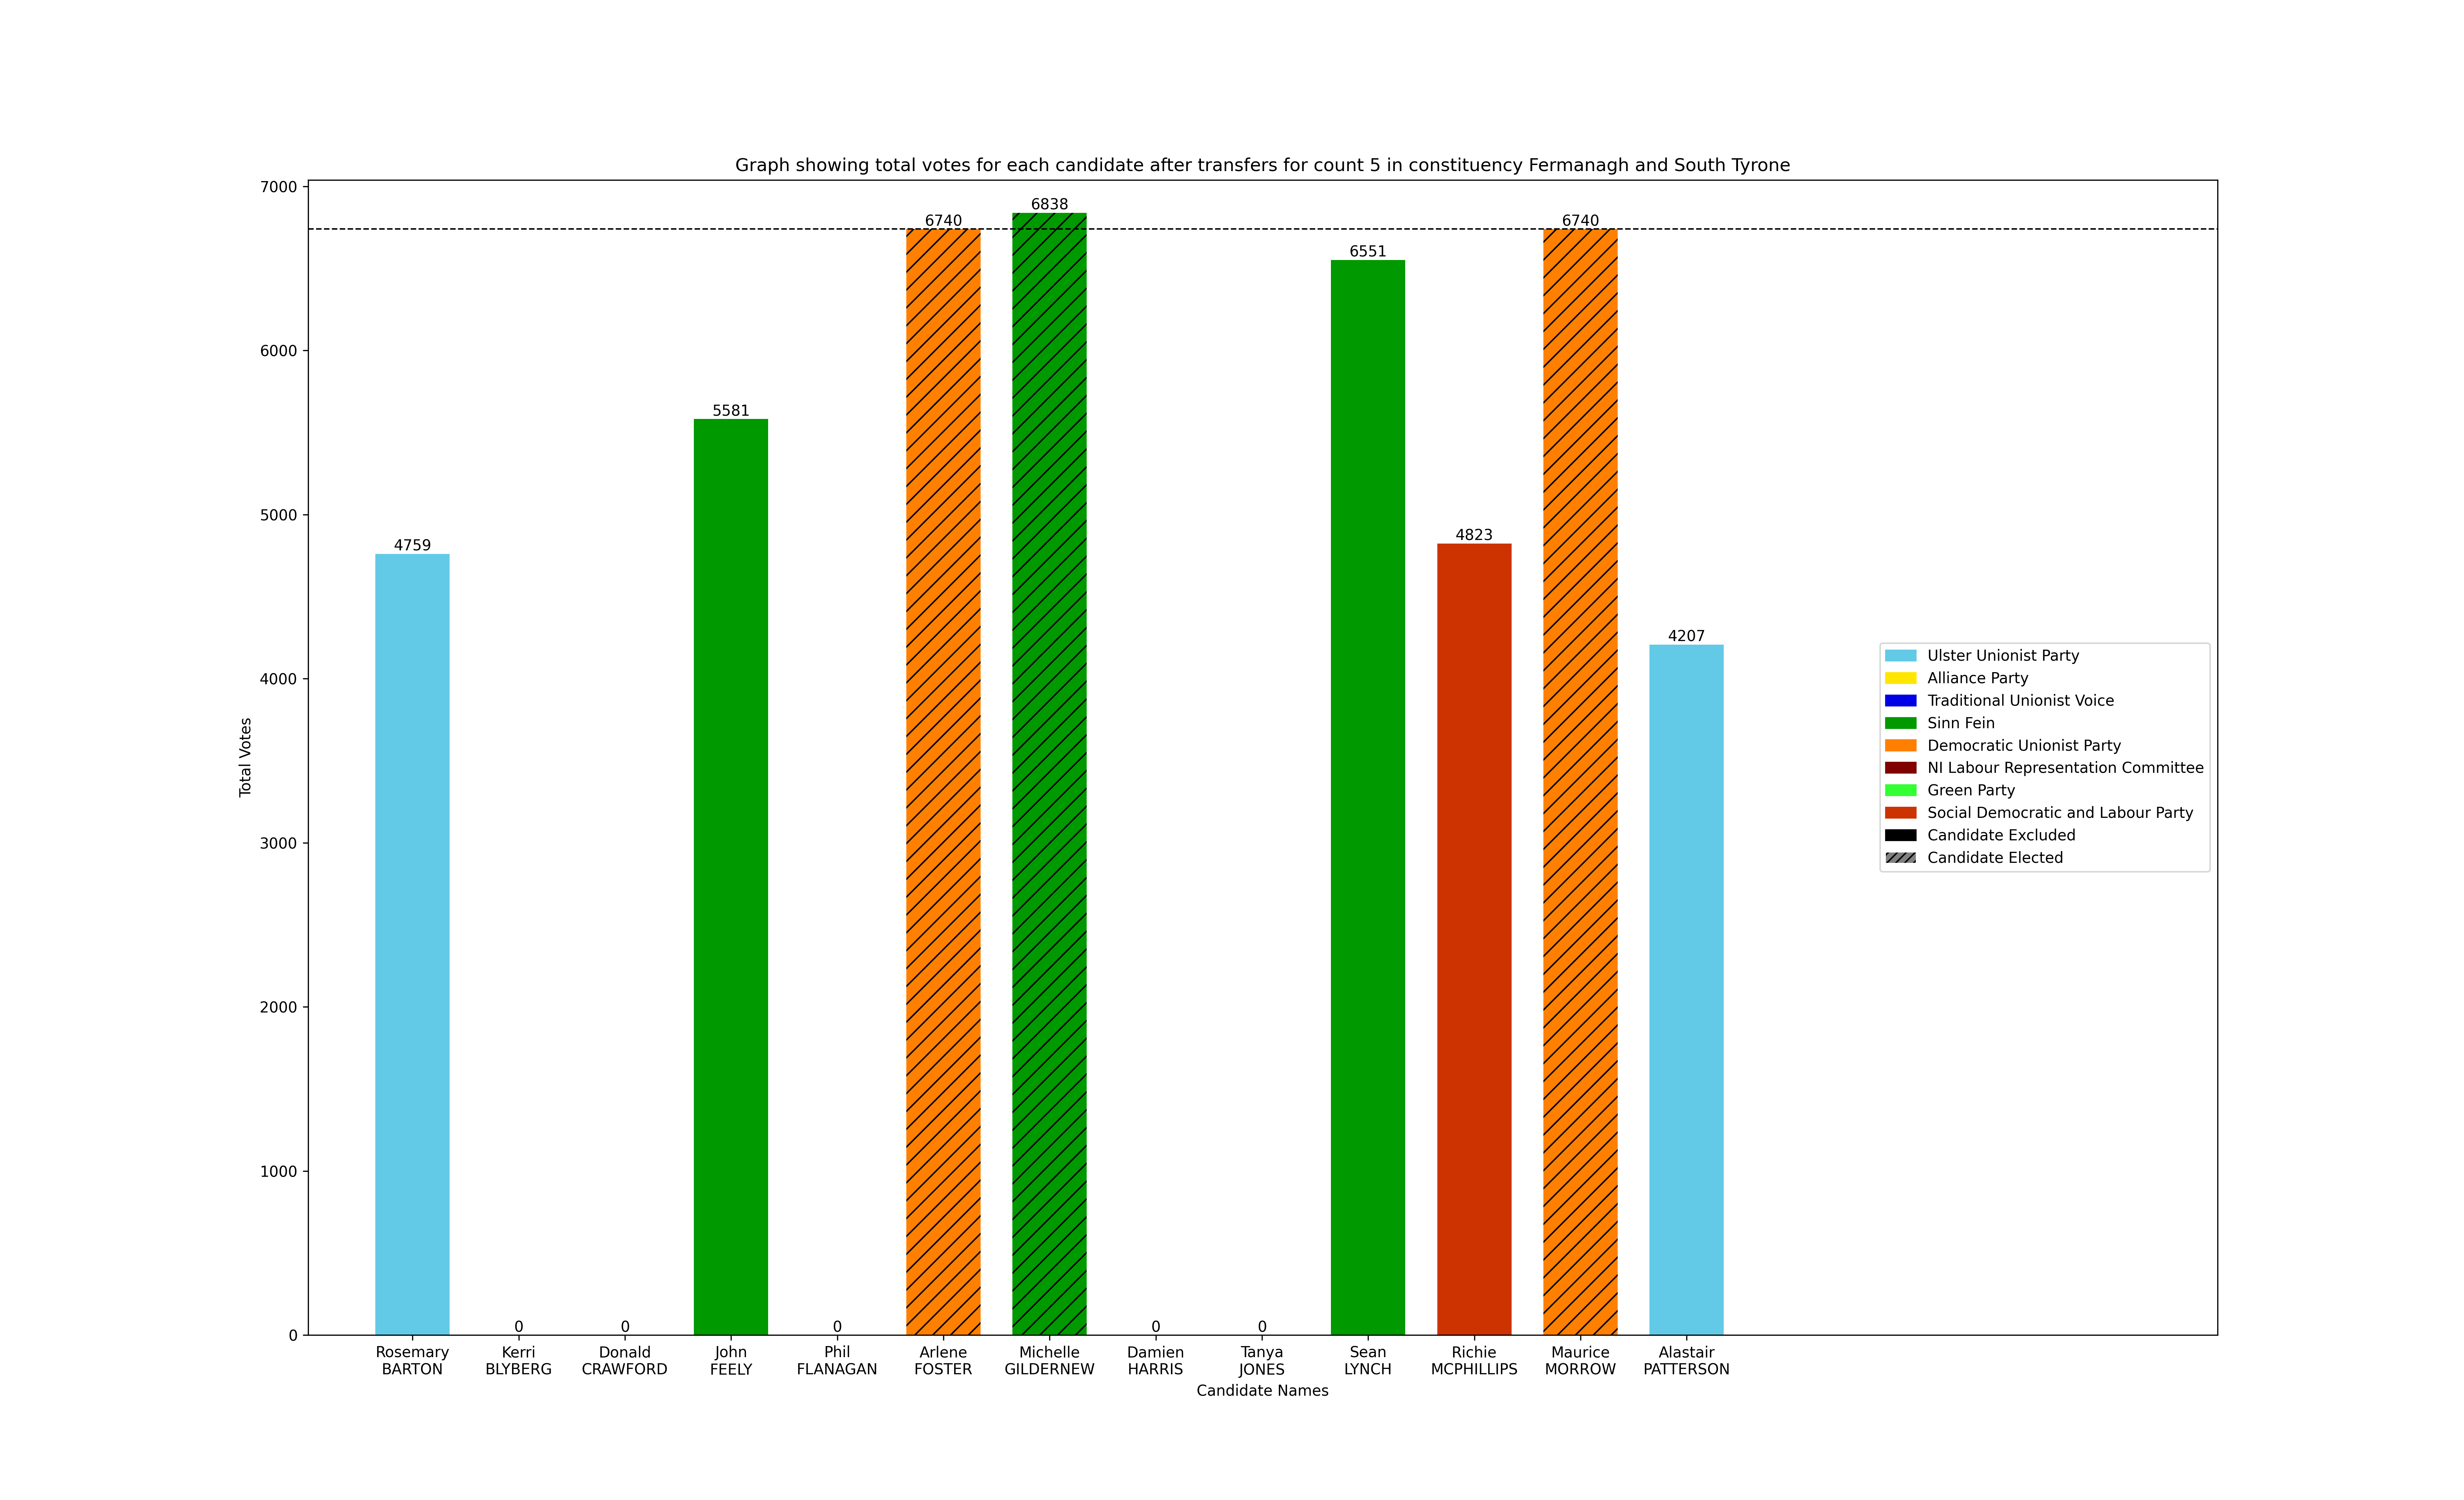 Graph showing total votes for each candidate after transfers for count 5 in constituency Fermanagh and South Tyrone
Total Votes
7000
6000
5000
4000
3000
2000
1000
0
4759
0
0
5581
0
6740
6838
0
0
6551
4823
6740
4207
Rosemary
BARTON
Kerri
BLYBERG
Donald
CRAWFORD
John
FEELY
Phil
FLANAGAN
Arlene
FOSTER
Michelle
GILDERNEW
Damien
HARRIS
Tanya
JONES
Sean
LYNCH
Richie
MCPHILLIPS
Maurice
MORROW
Alastair
PATTERSON
Candidate Names
Ulster Unionist Party
Alliance Party
Traditional Unionist Voice
Sinn Fein
Democratic Unionist Party
NI Labour Representation Committee
Green Party
Social Democratic and Labour Party
Candidate Excluded
Candidate Elected